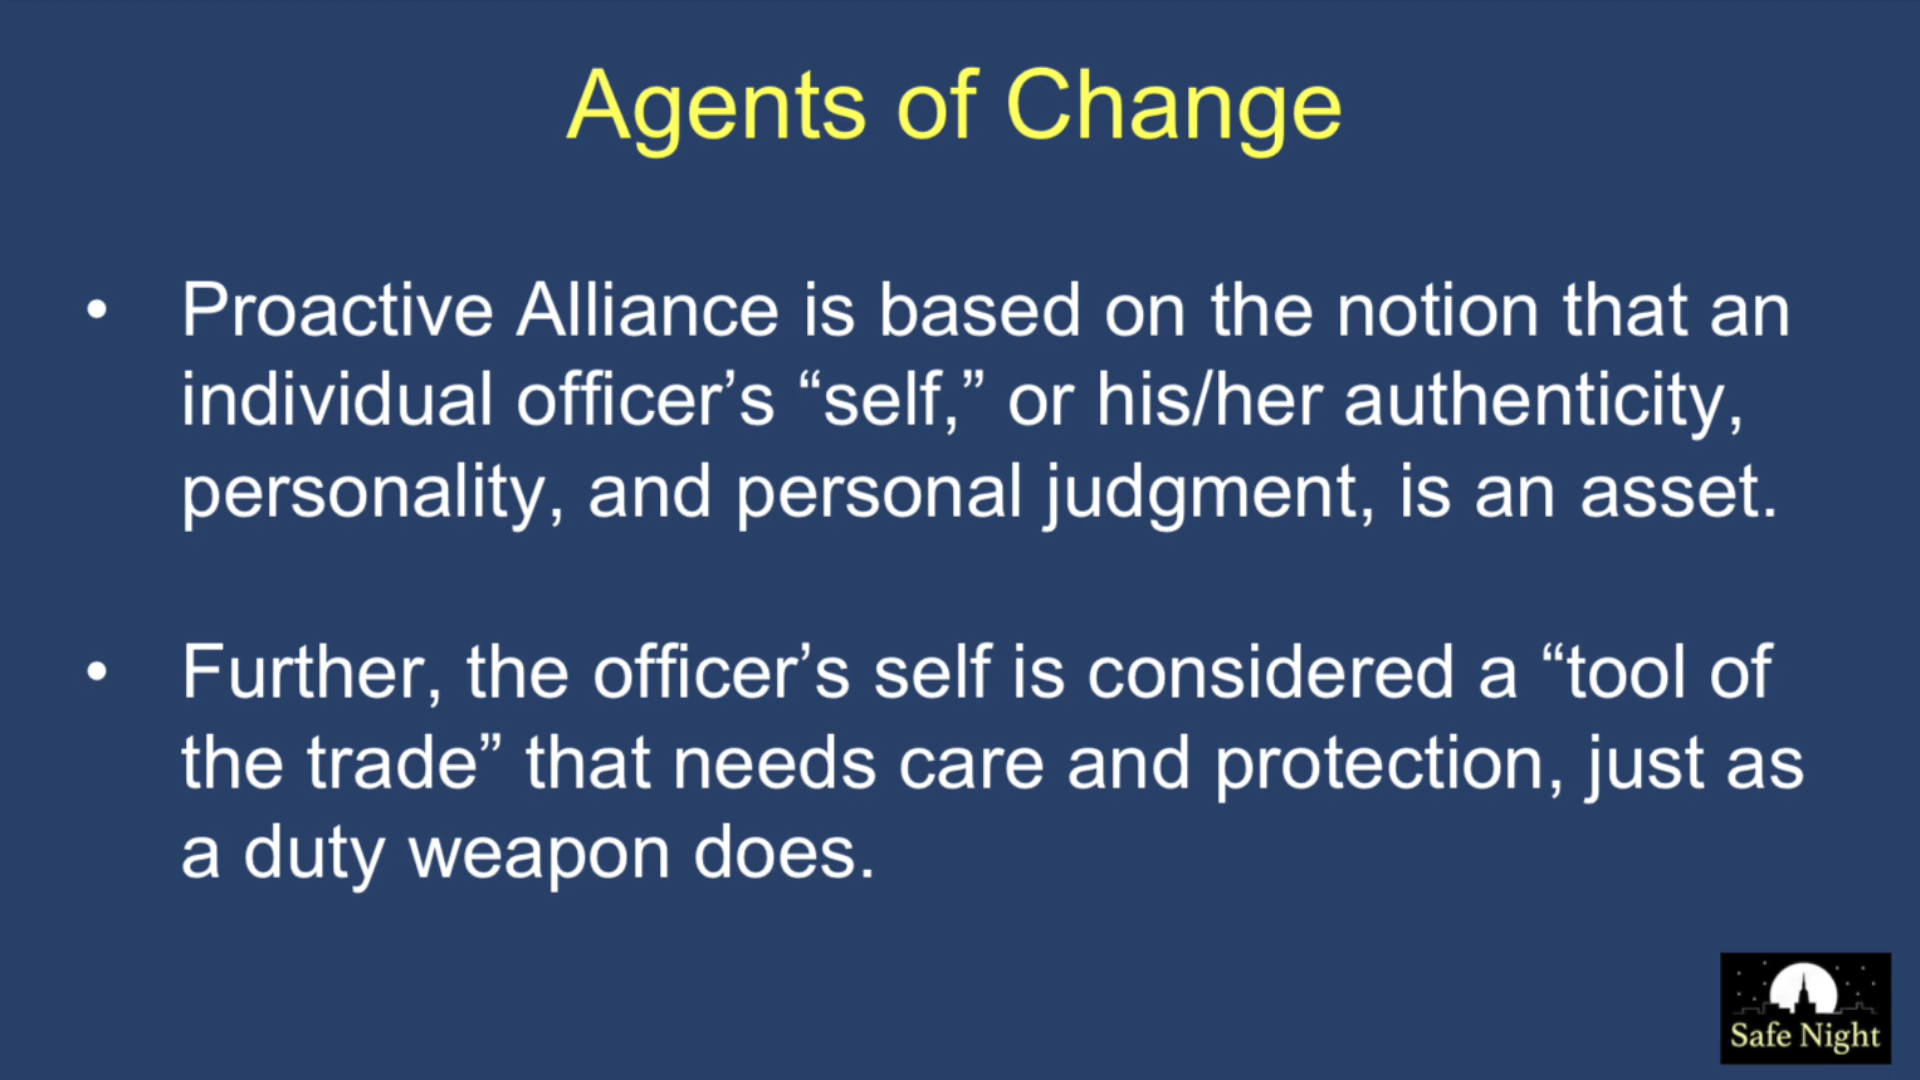 Agents of Change
• Proactive Alliance is based on the notion that an
individual officer’s “self,” or his/her authenticity,
personality, and personal judgment, is an asset.
• Further, the officer’s self is considered a “tool of
the trade” that needs care and protection, just as
a duty weapon does.
Safe Night